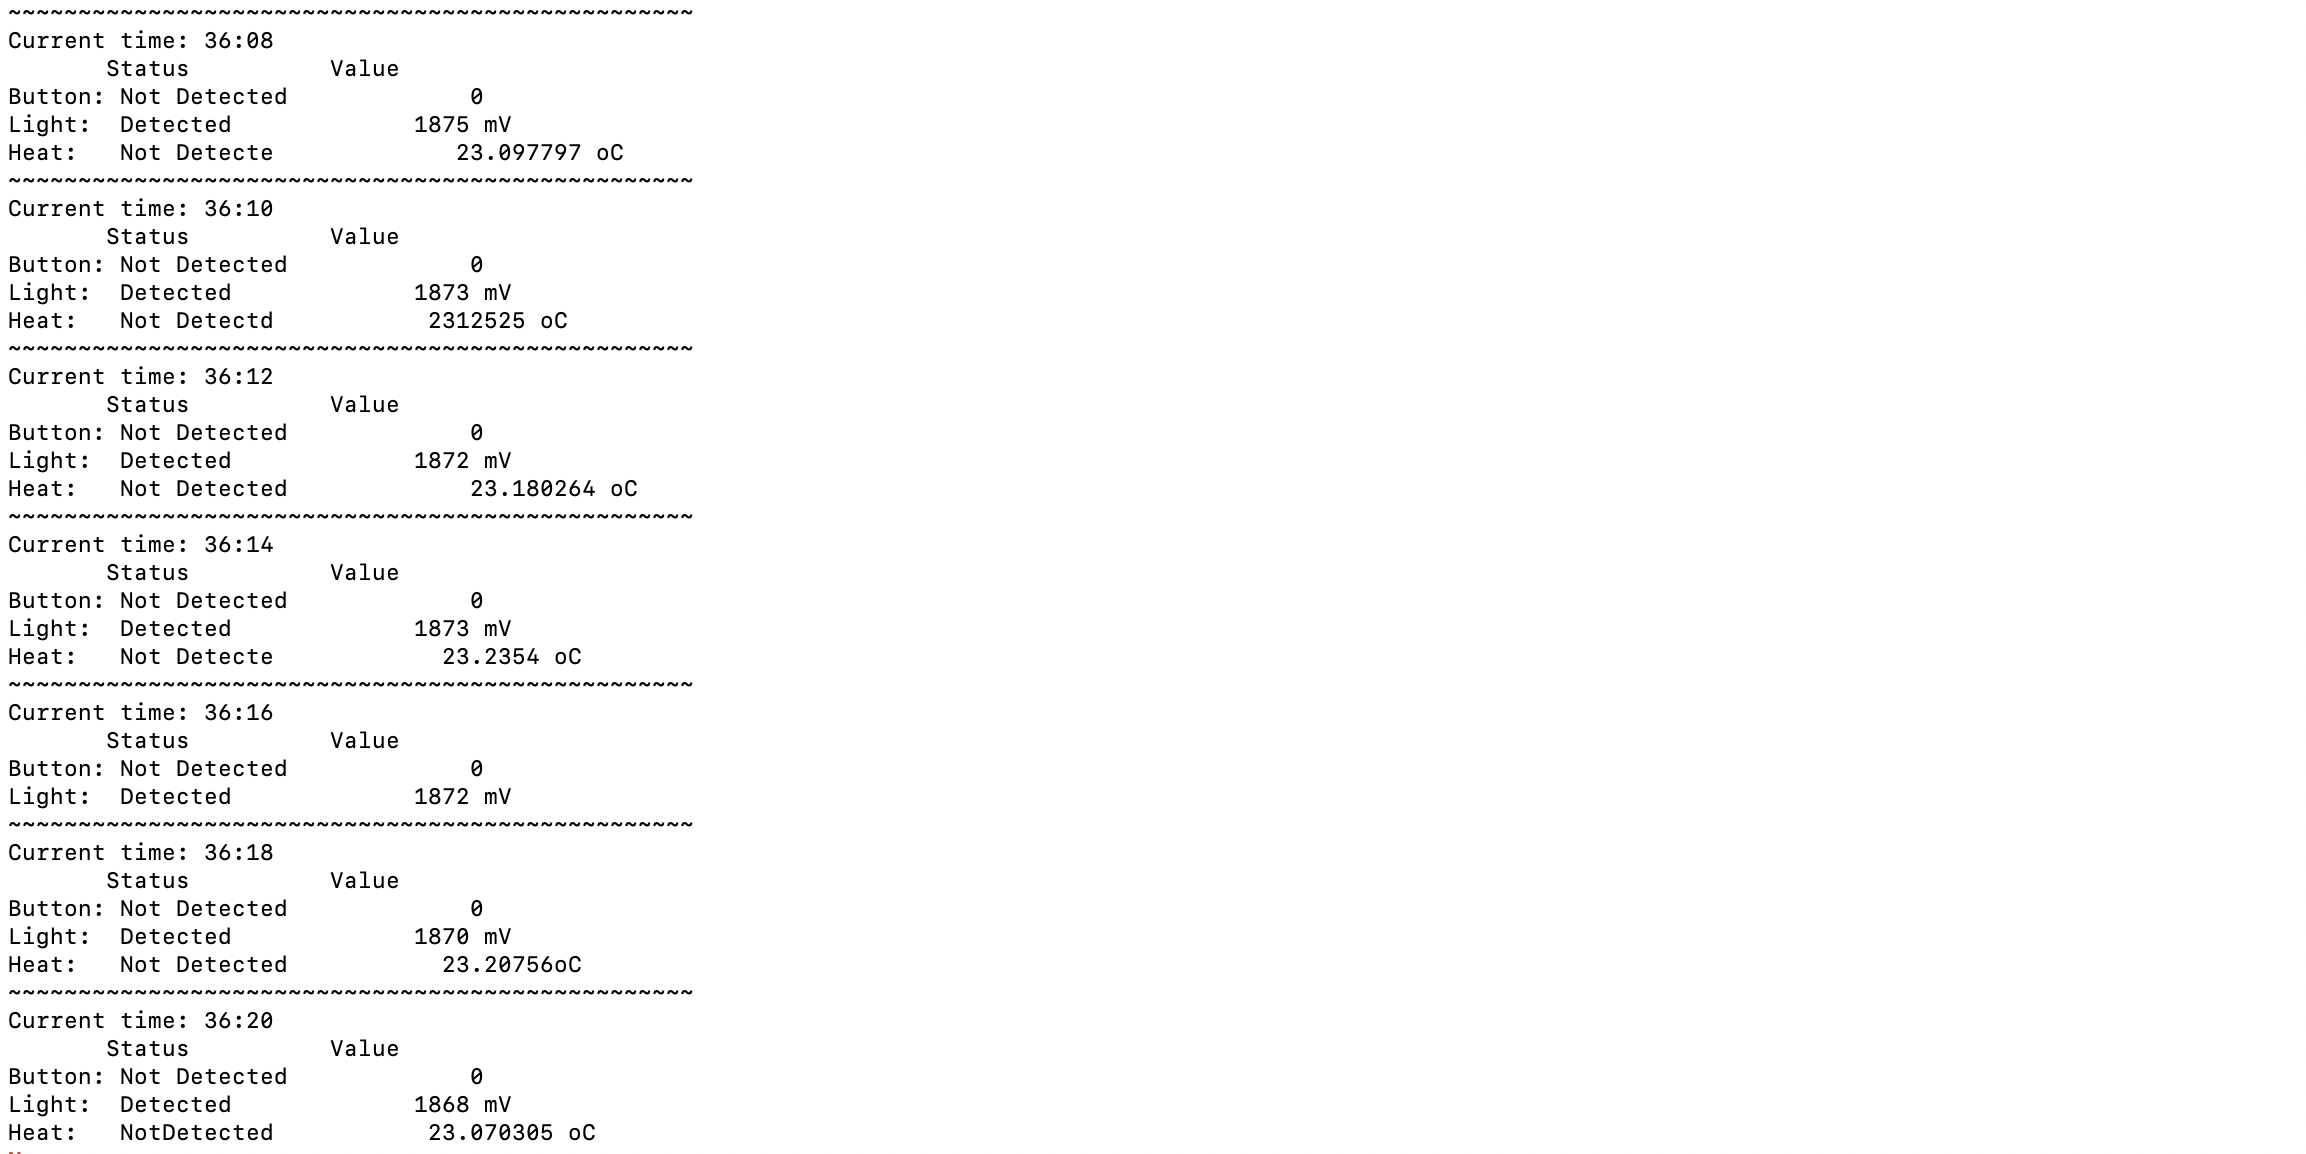 ~~~~~~~~~~~~~~~~~~~~~~~~~~~~~~~~~~~~~~~~~~~~~~~~~
Current time: 36:08
       Status          Value
Button: Not Detected             0
Light:  Detected             1875 mV
Heat:   Not Detecte             23.097797 oC
~~~~~~~~~~~~~~~~~~~~~~~~~~~~~~~~~~~~~~~~~~~~~~~~~
Current time: 36:10
       Status          Value
Button: Not Detected             0
Light:  Detected             1873 mV
Heat:   Not Detectd           2312525 oC
~~~~~~~~~~~~~~~~~~~~~~~~~~~~~~~~~~~~~~~~~~~~~~~~~
Current time: 36:12
       Status          Value
Button: Not Detected             0
Light:  Detected             1872 mV
Heat:   Not Detected             23.180264 oC
~~~~~~~~~~~~~~~~~~~~~~~~~~~~~~~~~~~~~~~~~~~~~~~~~
Current time: 36:14
       Status          Value
Button: Not Detected             0
Light:  Detected             1873 mV
Heat:   Not Detecte            23.2354 oC
~~~~~~~~~~~~~~~~~~~~~~~~~~~~~~~~~~~~~~~~~~~~~~~~~
Current time: 36:16
       Status          Value
Button: Not Detected             0
Light:  Detected             1872 mV
~~~~~~~~~~~~~~~~~~~~~~~~~~~~~~~~~~~~~~~~~~~~~~~~~
Current time: 36:18
       Status          Value
Button: Not Detected             0
Light:  Detected             1870 mV
Heat:   Not Detected           23.20756oC
~~~~~~~~~~~~~~~~~~~~~~~~~~~~~~~~~~~~~~~~~~~~~~~~~
Current time: 36:20
       Status          Value
Button: Not Detected             0
Light:  Detected             1868 mV
Heat:   NotDetected           23.070305 oC